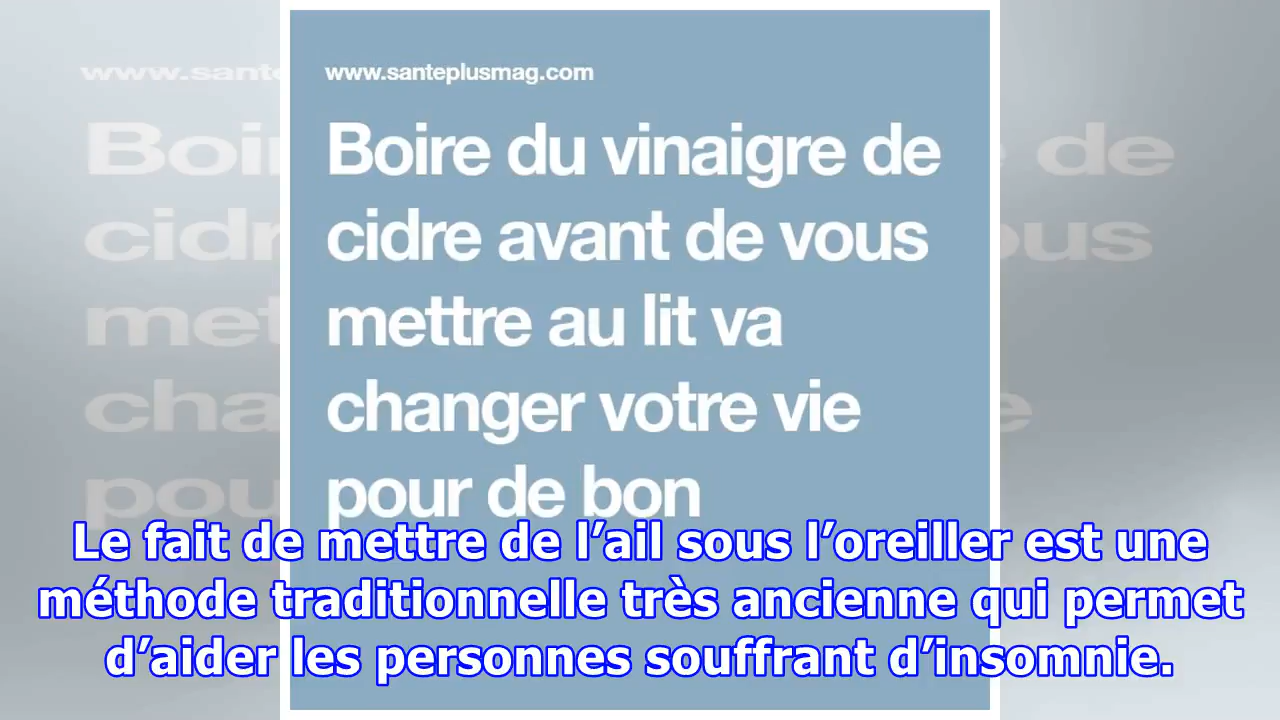 www.santeplusmag.com
Boire du vinaigre de
cidre avant de vous
mettre au lit va
changer votre vie
pour de bon
Le fait de mettre de l’ail sous l’oreiller est une
méthode traditionnelle très ancienne qui permet
d’aider les personnes souffrant d’insomnie.